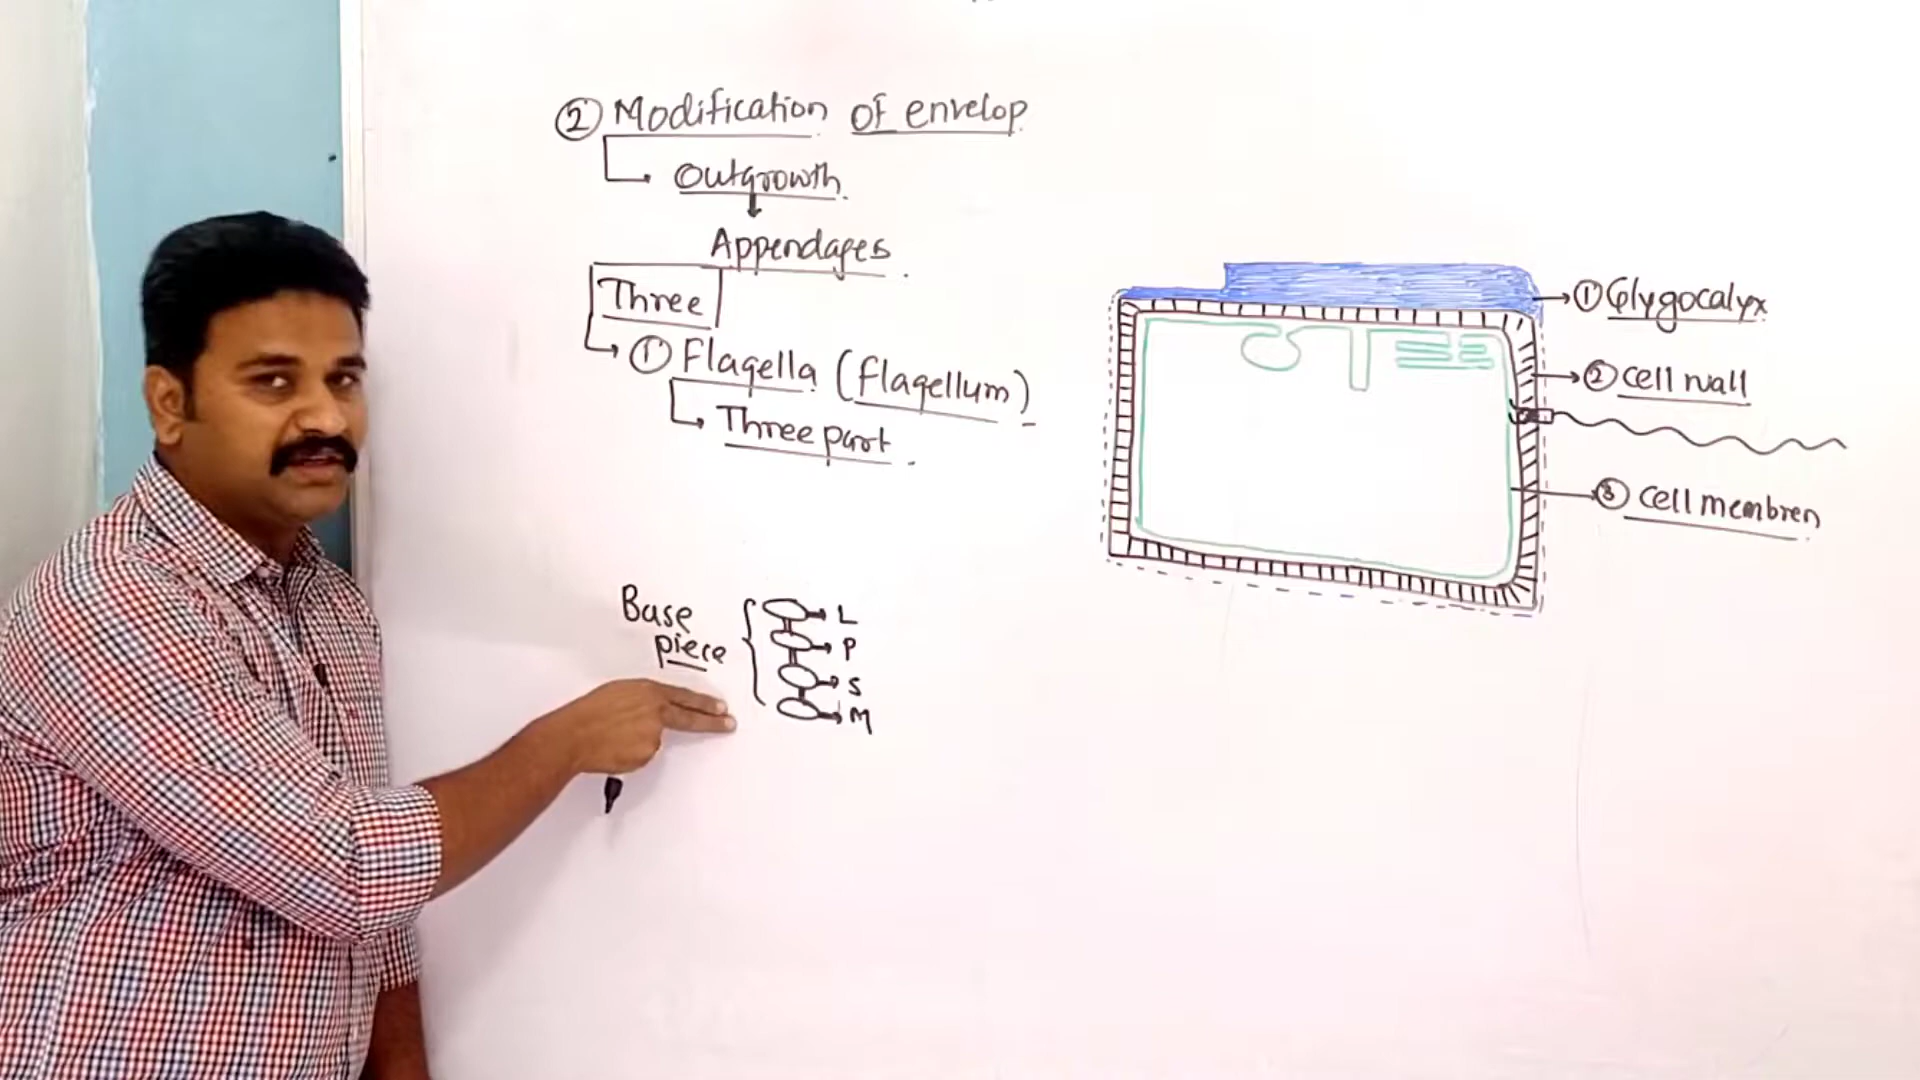 ② Modification of envelop
Outgrowth
Appendages
Three
① Flagella (flagellum)
Three part
Base
piece
L
P
S
M
① Glygocalyx
② cell wall
③ cell membren